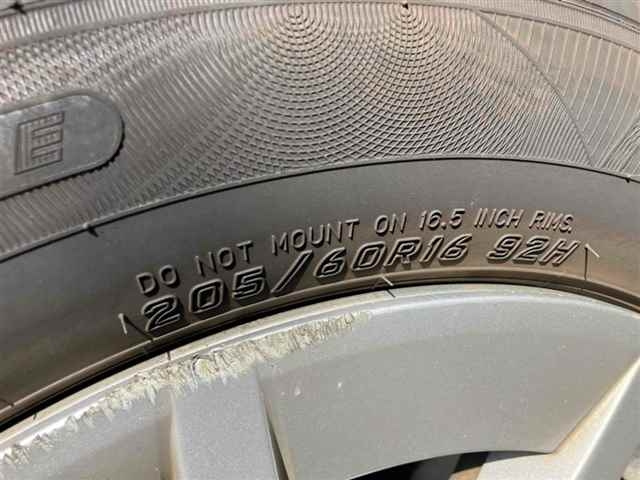 DO NOT MOUNT ON 16.5 INCH RIMS.
205/60R16 92H